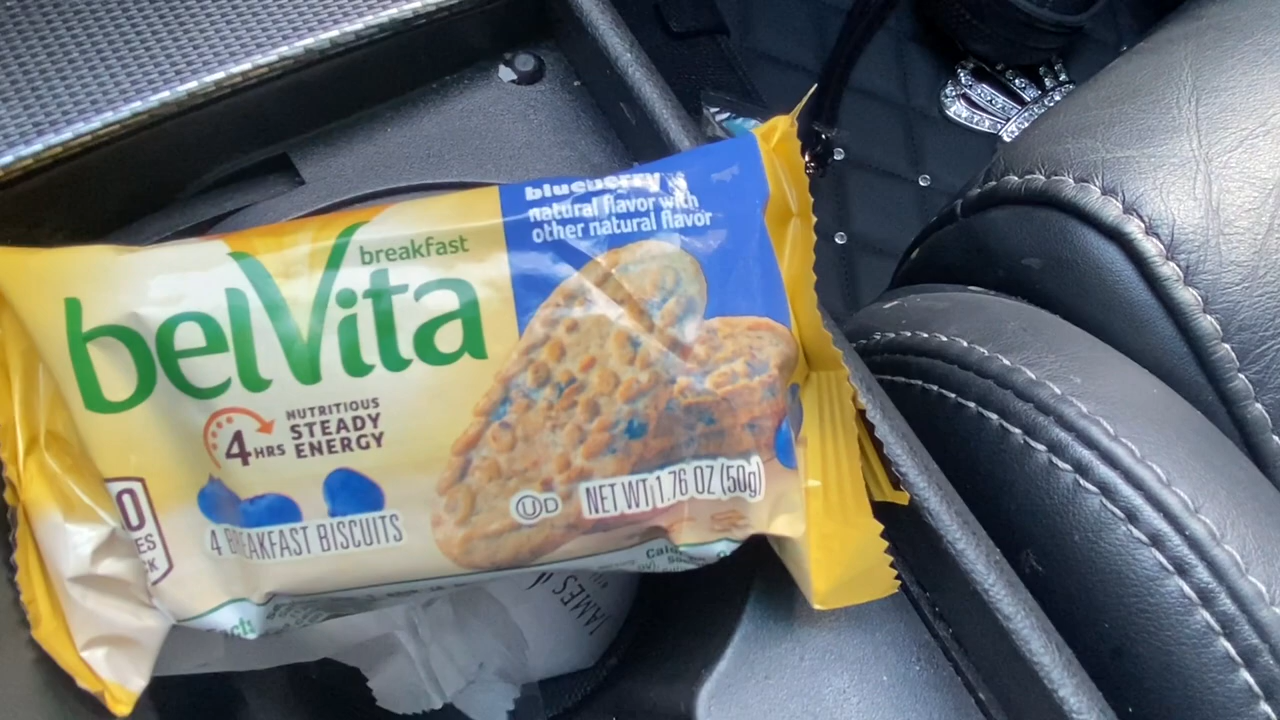 blueberry
natural flavor with
other natural flavor
breakfast
belVita
4 HRS
NUTRITIOUS
STEADY
ENERGY
4 BREAKFAST BISCUITS
U D
NET WT 1.76 OZ (50g)
JAMES